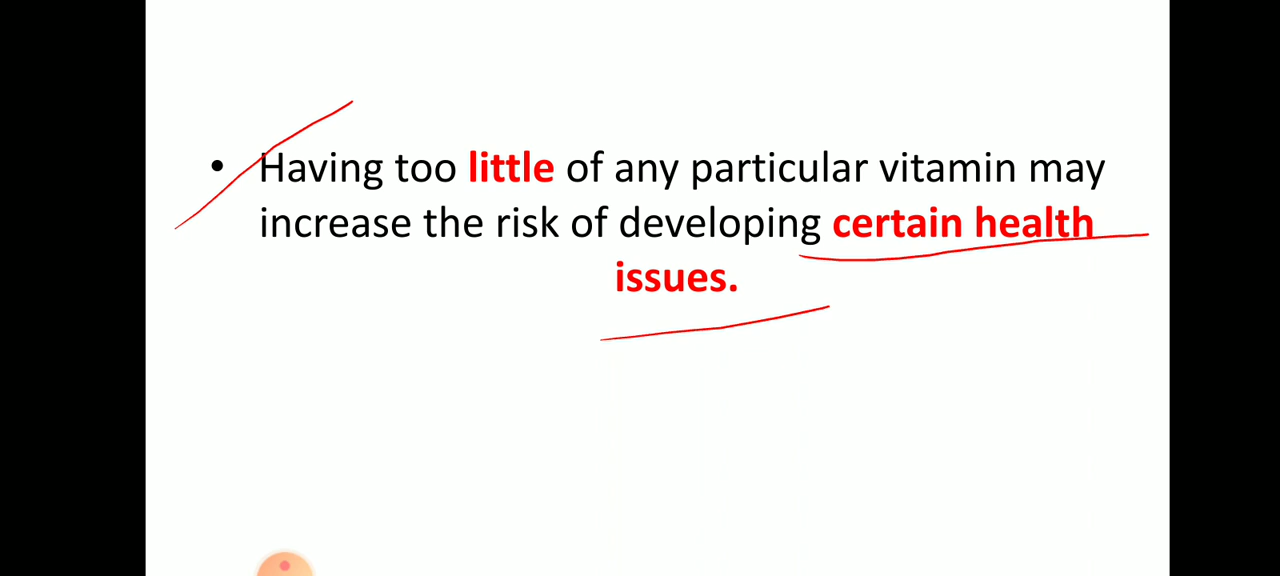 • Having too little of any particular vitamin may
increase the risk of developing certain health
issues.